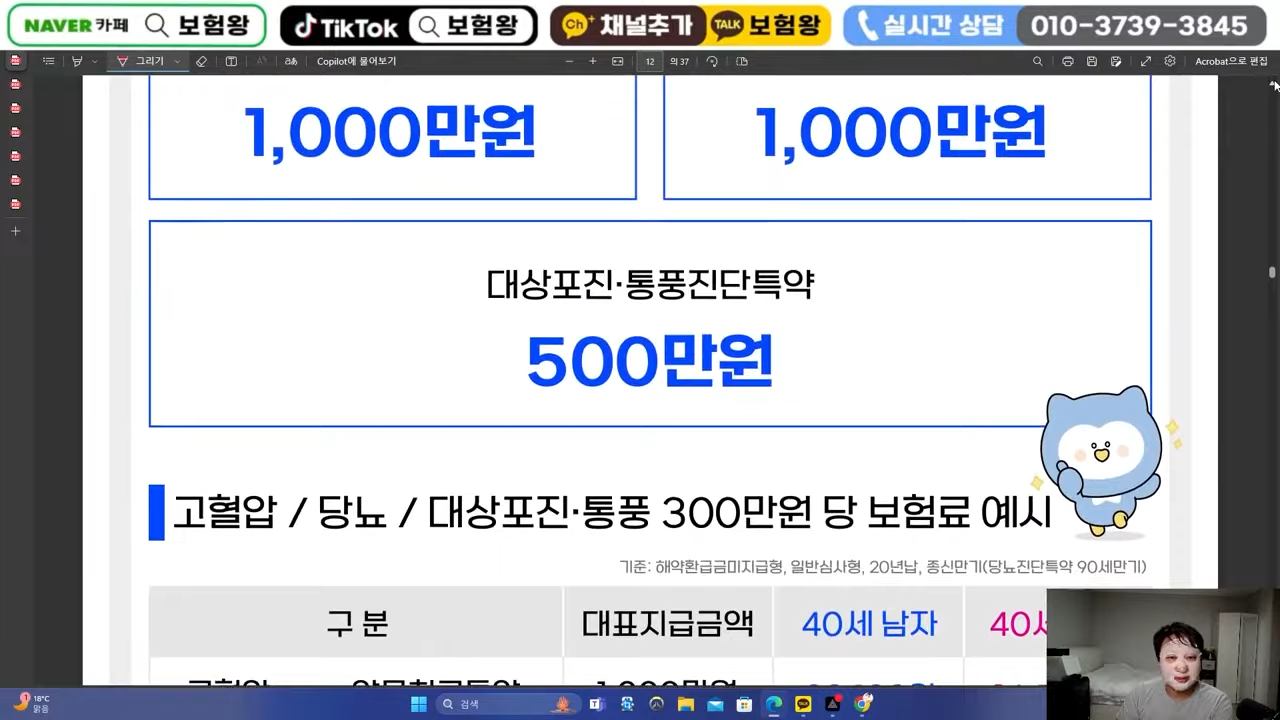 NAVER 카페 보험왕 TikTok 보험왕 Ch+ 채널추가 TALK 보험왕 실시간 상담 010-3739-3845
그리기 Copilot에 물어보기 12 의 37 Acrobat으로 편집
1,000만원 1,000만원
대상포진·통풍진단특약
500만원
고혈압 / 당뇨 / 대상포진·통풍 300만원 당 보험료 예시
기준: 해약환급금미지급형, 일반심사형, 20년납, 종신만기(당뇨진단특약 90세만기)
구 분 대표지급금액 40세 남자 40세
1 18°C
맑음
검색